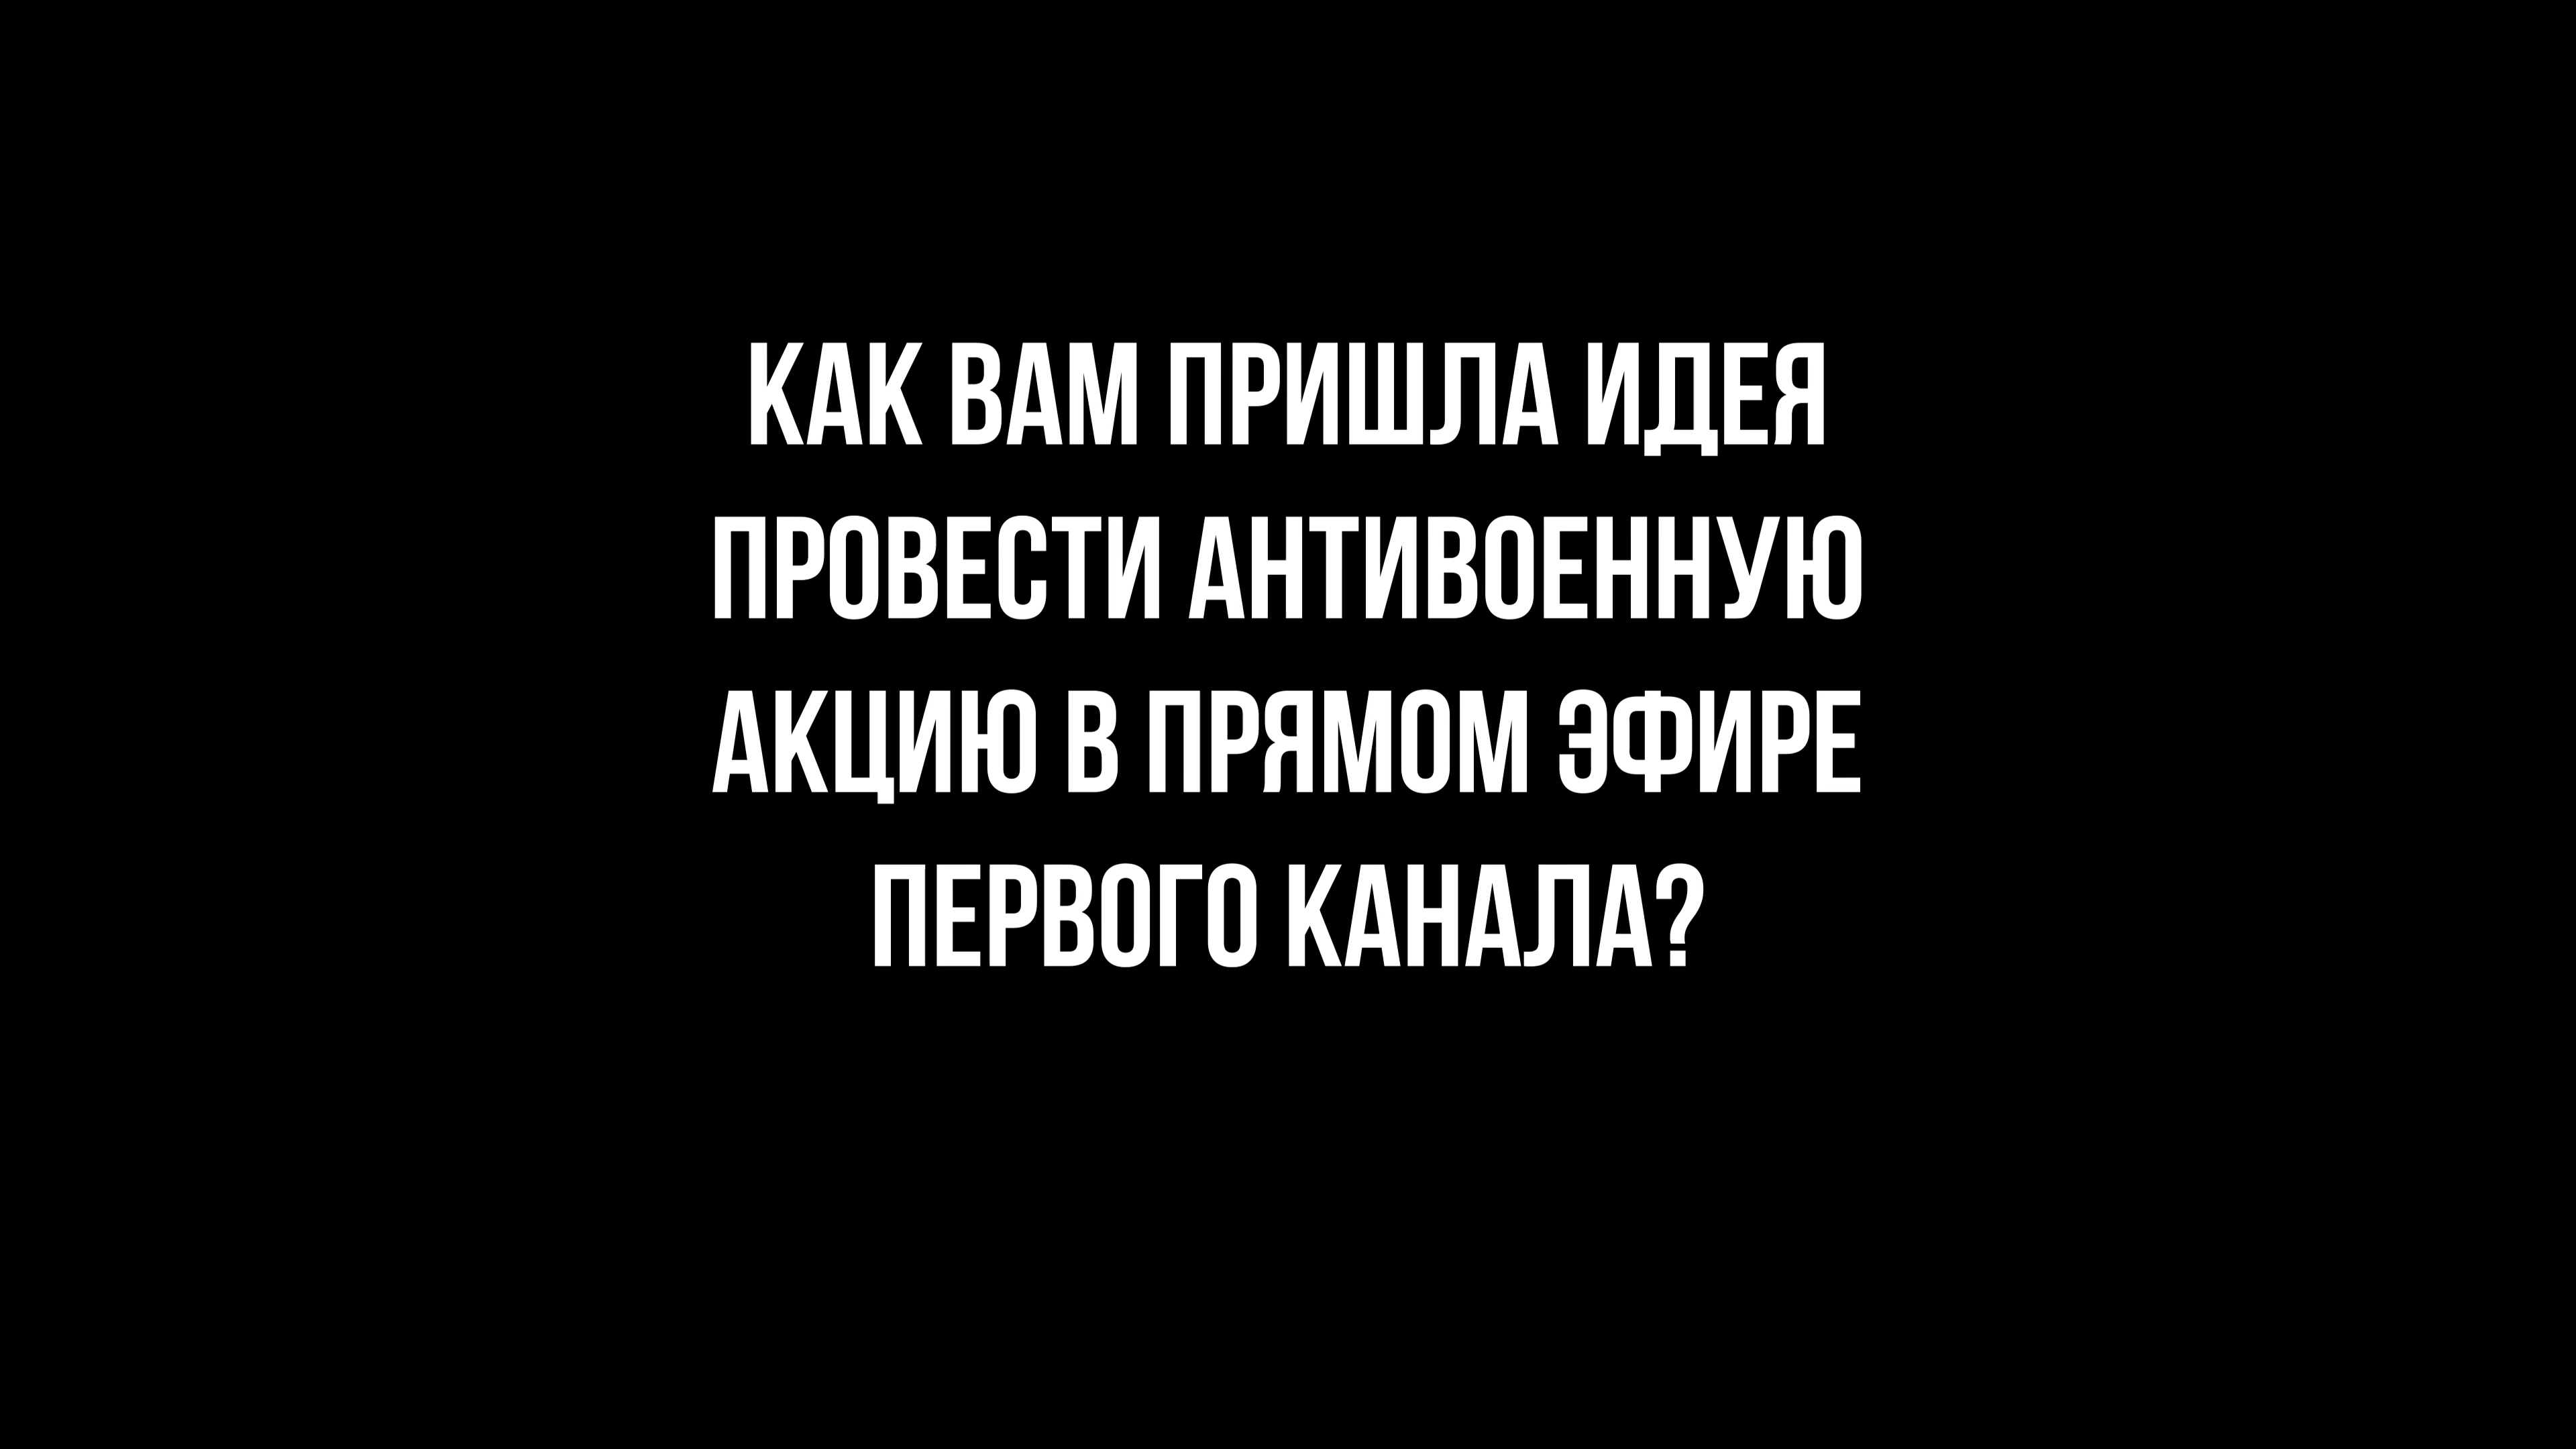 КАК ВАМ ПРИШЛА ИДЕЯ
ПРОВЕСТИ АНТИВОЕННУЮ
АКЦИЮ В ПРЯМОМ ЭФИРЕ
ПЕРВОГО КАНАЛА?